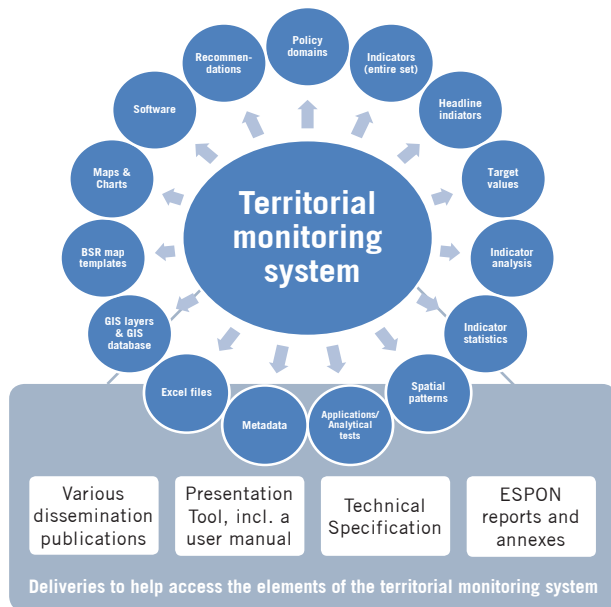 Territorial
monitoring
system
Policy
domains
Indicators
(entire set)
Headline
indiators
Target
values
Indicator
analysis
Indicator
statistics
Spatial
patterns
Applications/
Analytical
tests
Metadata
Excel files
GIS layers
& GIS
database
BSR map
templates
Maps &
Charts
Software
Recommen-
dations
Various
dissemination
publications
Presentation
Tool, incl. a
user manual
Technical
Specification
ESPON
reports and
annexes
Deliveries to help access the elements of the territorial monitoring system